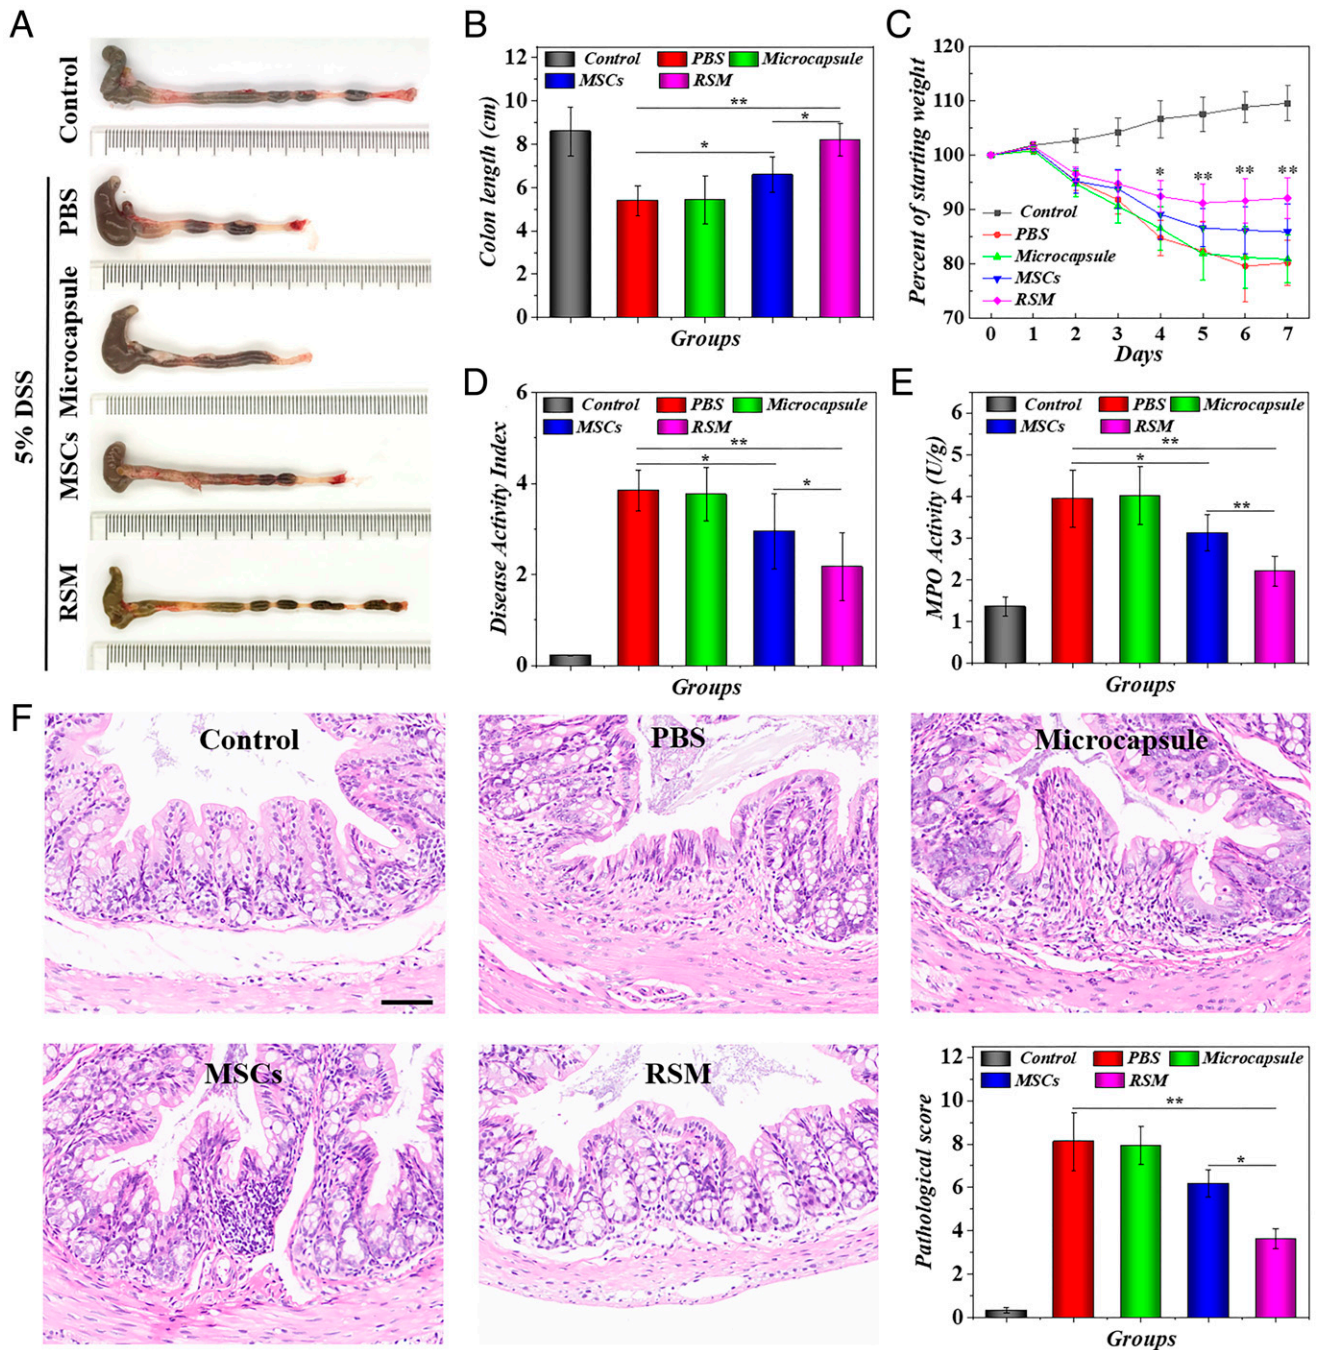 A
Control
PBS
Microcapsule
MSCs
RSM
5% DSS
B
Control PBS Microcapsule
MSCs RSM
**
*
*
Colon length (cm)
12
10
8
6
4
2
0
Groups
C
Percent of starting weight
120
110
100
90
80
70
* ** ** **
Control
PBS
Microcapsule
MSCs
RSM
0 1 2 3 4 5 6 7
Days
D
Control PBS Microcapsule
MSCs RSM
**
*
*
Disease Activity Index
6
4
2
0
Groups
E
Control PBS Microcapsule
MSCs RSM
**
*
**
MPO Activity (U/g)
6
5
4
3
2
1
0
Groups
F
Control
PBS
Microcapsule
MSCs
RSM
Control PBS Microcapsule
MSCs RSM
**
*
Pathological score
12
10
8
6
4
2
0
Groups